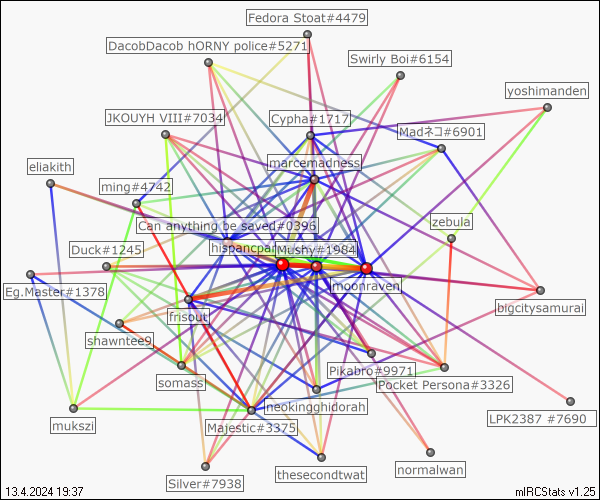 Fedora Stoat#4479
DacobDacob hORNY police#5271
Swirly Boi#6154
yoshimanden
JKOUYH VIII#7034
Cypha#1717
Madネコ#6901
marcemadness
eliakith
ming#4742
Can anything be saved#0396
zebula
Duck#1245
hispancpar
Mushy#1984
moonraven
Eg.Master#1378
bigcitysamurai
frisout
shawntee9
Pikabro#9971
somass
Pocket Persona#3326
neokingghidorah
LPK2387 #7690
mukszi
Majestic#3375
normalwan
thesecondtwat
Silver#7938
13.4.2024 19:37
mIRCStats v1.25